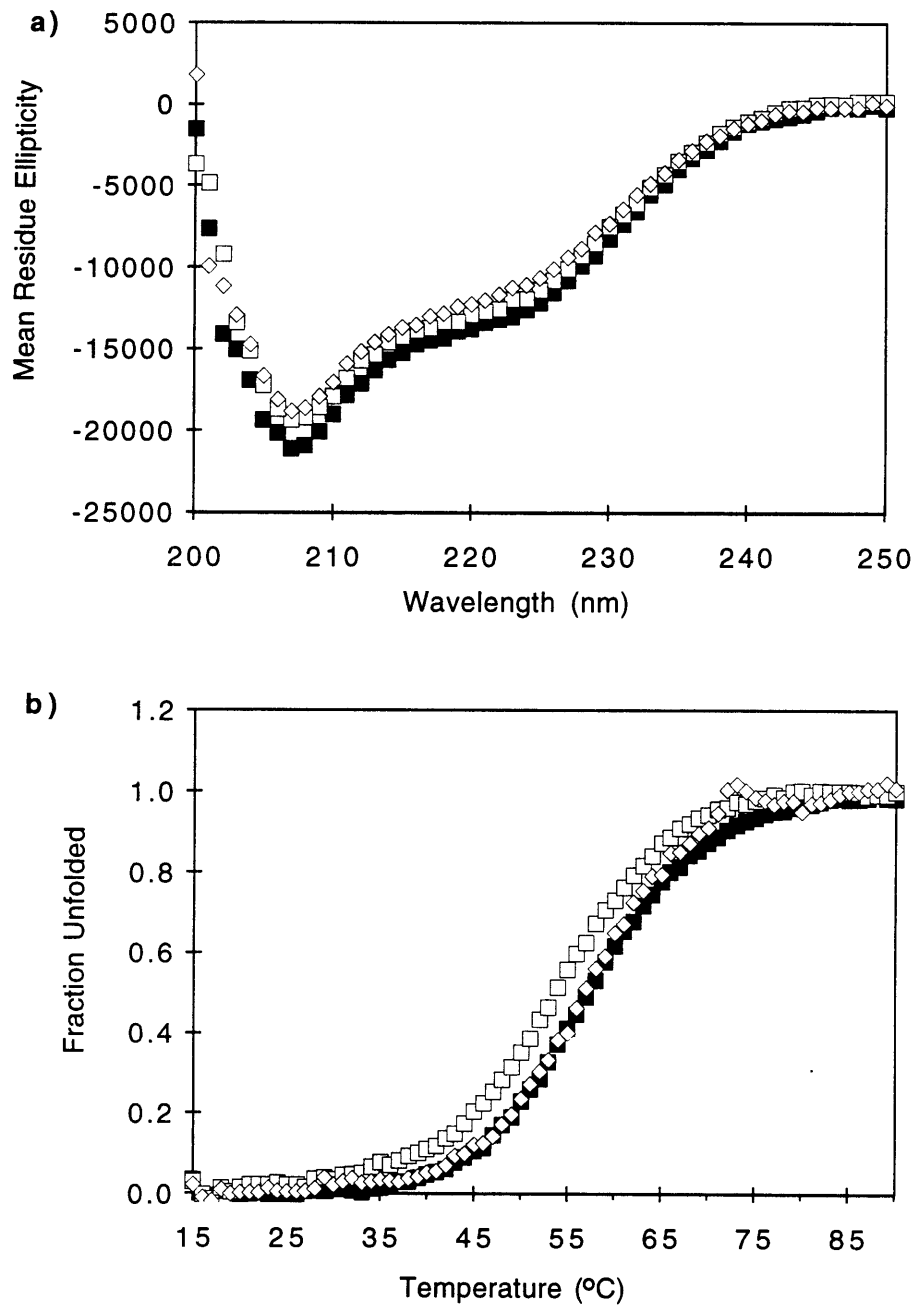 a)
Mean Residue Ellipticity
5000
0
-5000
-10000
-15000
-20000
-25000
200 210 220 230 240 250
Wavelength (nm)
b)
Fraction Unfolded
1.2
1.0
0.8
0.6
0.4
0.2
0.0
15 25 35 45 55 65 75 85
Temperature (ºC)